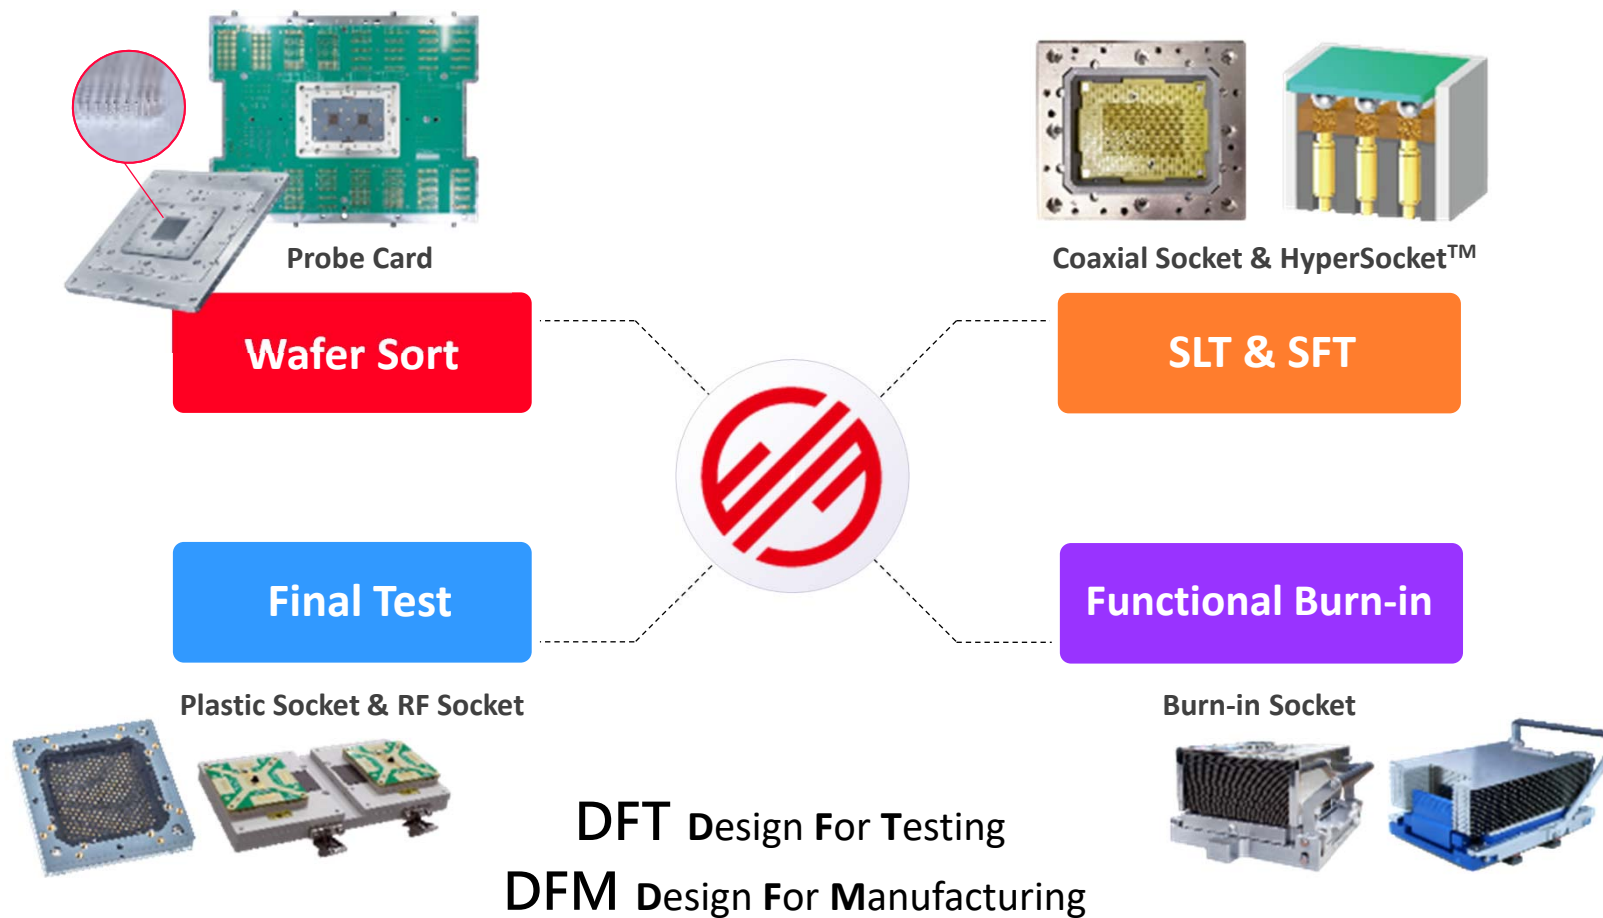 Probe Card
Coaxial Socket & HyperSocket™
Wafer Sort
SLT & SFT
Final Test
Functional Burn-in
Plastic Socket & RF Socket
Burn-in Socket
DFT Design For Testing
DFM Design For Manufacturing